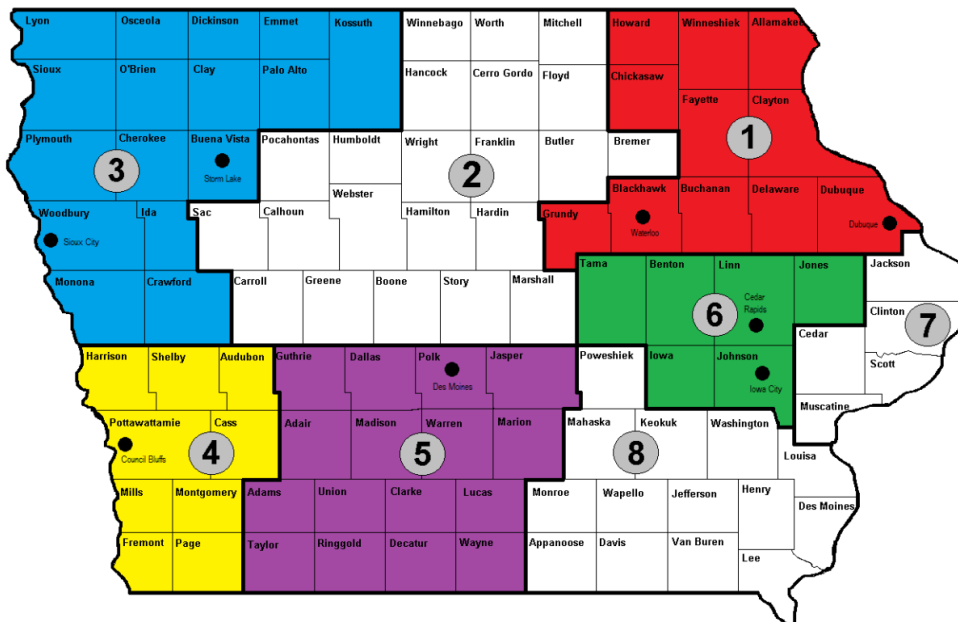 Lyon
Osceola
Dickinson
Emmet
Kossuth
Winnebago
Worth
Mitchell
Howard
Winneshiek
Allamakee
Sioux
O'Brien
Clay
Palo Alto
Hancock
Cerro Gordo
Floyd
Chickasaw
Fayette
Clayton
Plymouth
Cherokee
Buena Vista
Pocahontas
Humboldt
Wright
Franklin
Butler
Bremer
1
3
Storm Lake
2
Webster
Blackhawk
Buchanan
Delaware
Dubuque
Woodbury
Ida
Sac
Calhoun
Hamilton
Hardin
Grundy
Waterloo
Dubuque
Sioux City
Monona
Crawford
Carroll
Greene
Boone
Story
Marshall
Tama
Benton
Linn
Jones
Jackson
6
Cedar
Rapids
Clinton
7
Cedar
Harrison
Shelby
Audubon
Guthrie
Dallas
Polk
Jasper
Poweshiek
Iowa
Johnson
Scott
Des Moines
Iowa City
Muscatine
Pottawattamie
Cass
Adair
Madison
Warren
Marion
Mahaska
Keokuk
Washington
Council Bluffs
4
5
8
Louisa
Mills
Montgomery
Adams
Union
Clarke
Lucas
Monroe
Wapello
Jefferson
Henry
Des Moines
Fremont
Page
Taylor
Ringgold
Decatur
Wayne
Appanoose
Davis
Van Buren
Lee